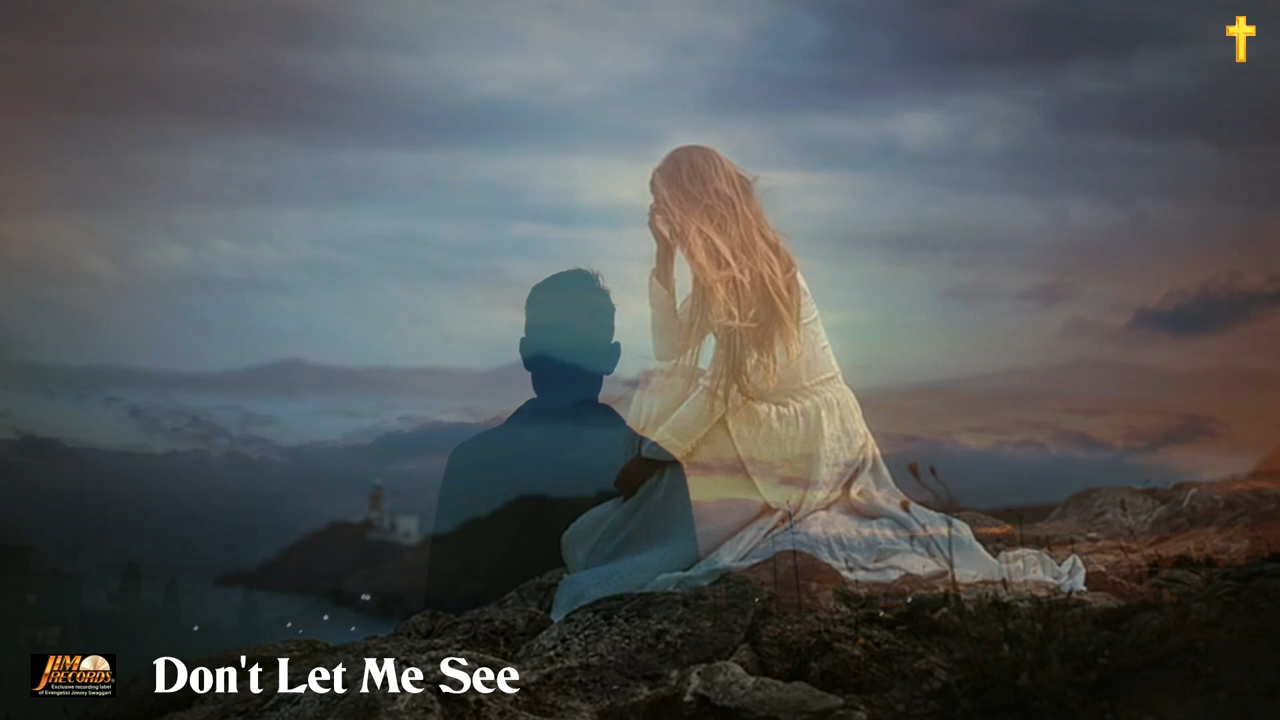 JIM
RECORDS
Exclusive recording label
of Evangelist Jimmy Swaggart
Don't Let Me See